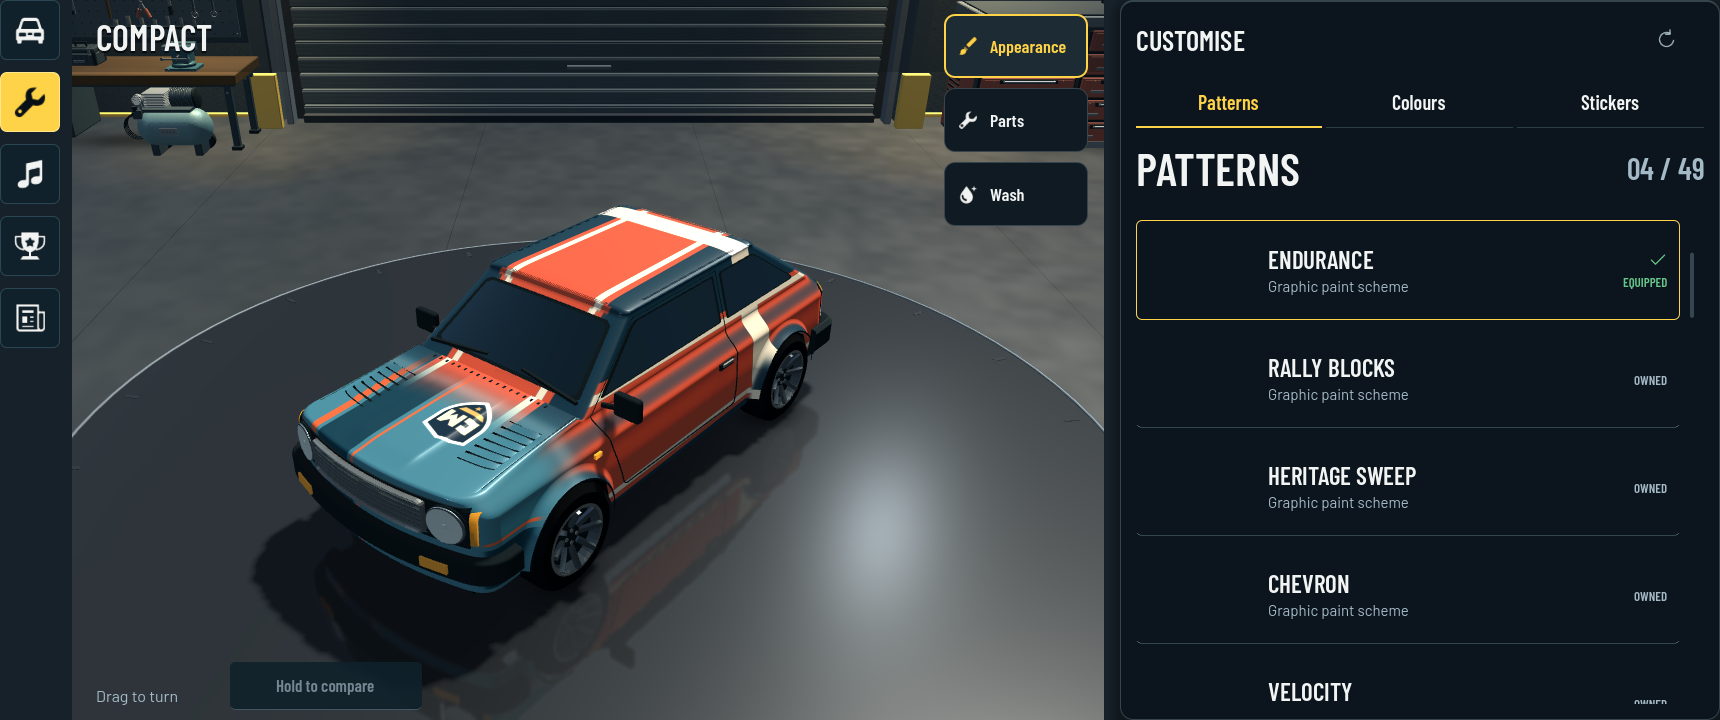 COMPACT
Appearance
Parts
Wash
Drag to turn
Hold to compare
CUSTOMISE
Patterns
Colours
Stickers
PATTERNS
04 / 49
ENDURANCE
Graphic paint scheme
EQUIPPED
RALLY BLOCKS
Graphic paint scheme
OWNED
HERITAGE SWEEP
Graphic paint scheme
OWNED
CHEVRON
Graphic paint scheme
OWNED
VELOCITY
OWNED